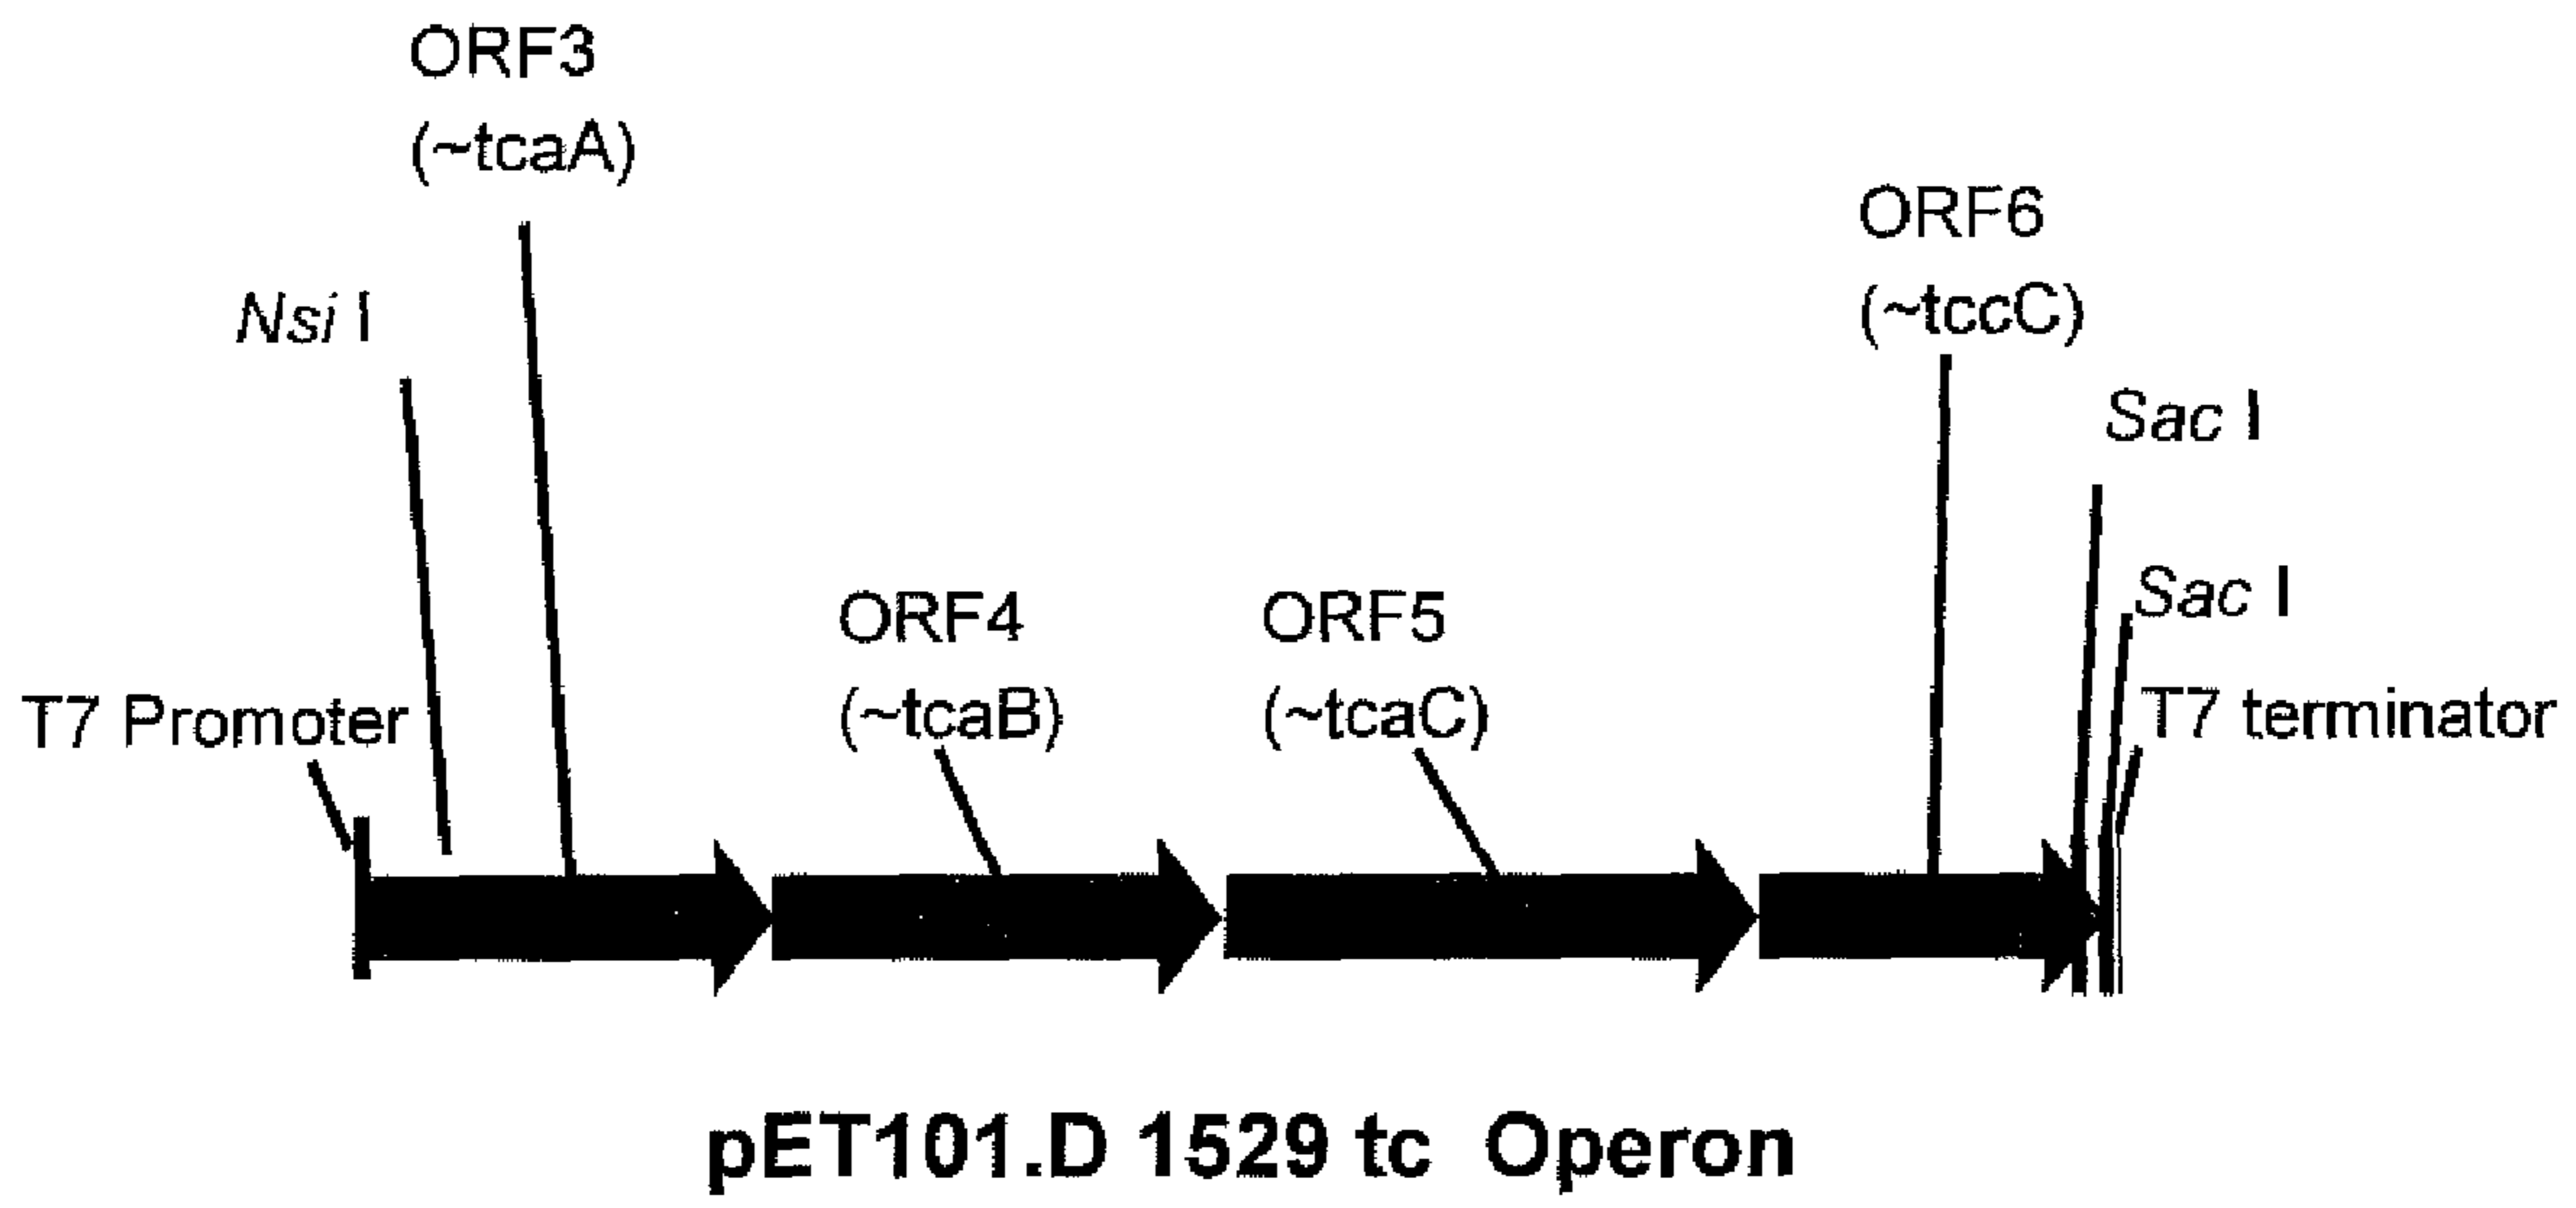 ORF3
(~tcaA)
ORF6
(~tccC)
Nsi I
Sac I
Sac I
ORF4
(~tcaB)
ORF5
(~tcaC)
T7 Promoter
T7 terminator
pET101.D 1529 tc Operon